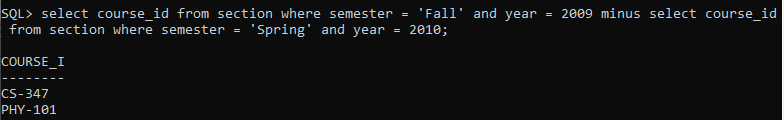 SQL> select course_id from section where semester = 'Fall' and year = 2009 minus select course_id
from section where semester = 'Spring' and year = 2010;
COURSE_I
--------
CS-347
PHY-101